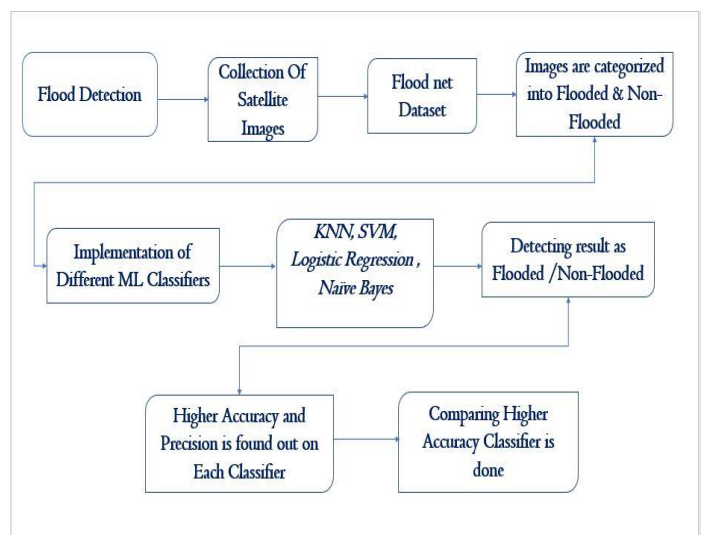 Flood Detection
Collection Of
Satellite
Images
Flood net
Dataset
Images are categorized
into Flooded & Non-
Flooded
Implementation of
Different ML Classifiers
KNN, SVM,
Logistic Regression ,
Naïve Bayes
Detecting result as
Flooded /Non-Flooded
Higher Accuracy and
Precision is found out on
Each Classifier
Comparing Higher
Accuracy Classifier is
done